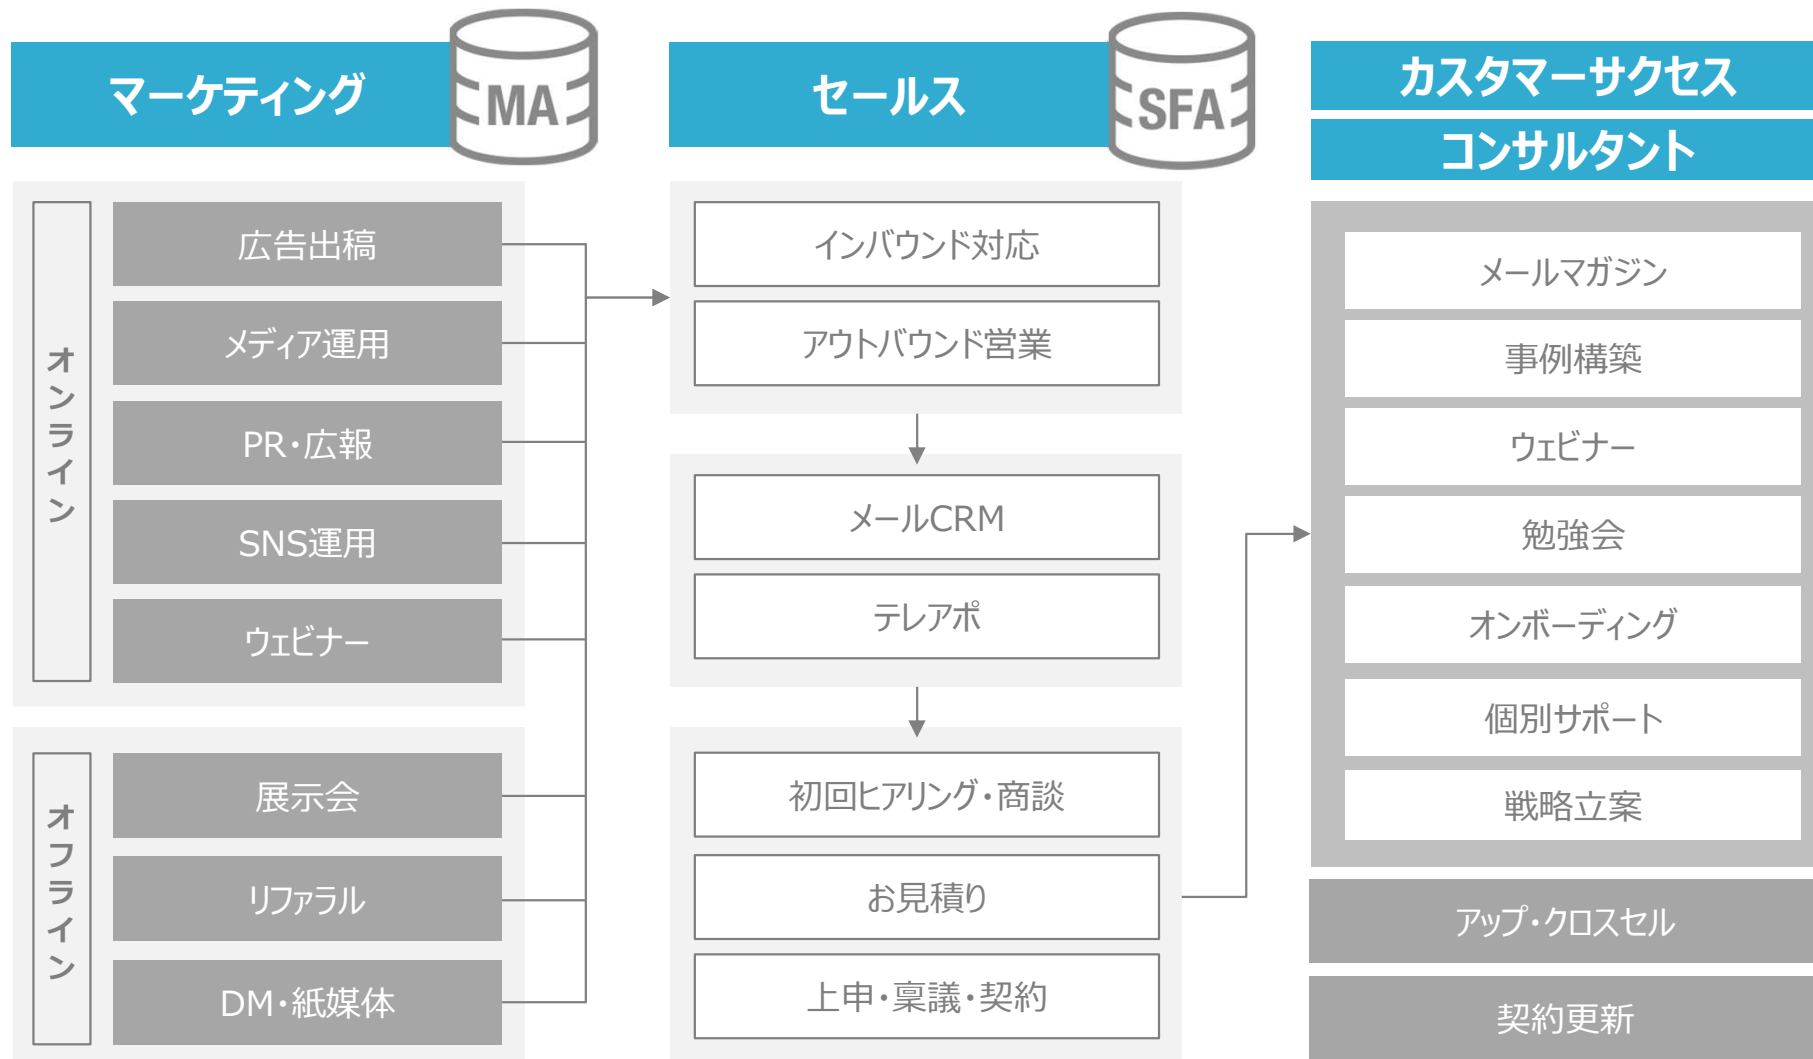 マーケティング
MA
オンライン
広告出稿
メディア運用
PR・広報
SNS運用
ウェビナー
オフライン
展示会
リファラル
DM・紙媒体
セールス
SFA
インバウンド対応
アウトバウンド営業
メールCRM
テレアポ
初回ヒアリング・商談
お見積り
上申・稟議・契約
カスタマーサクセス
コンサルタント
メールマガジン
事例構築
ウェビナー
勉強会
オンボーディング
個別サポート
戦略立案
アップ・クロスセル
契約更新